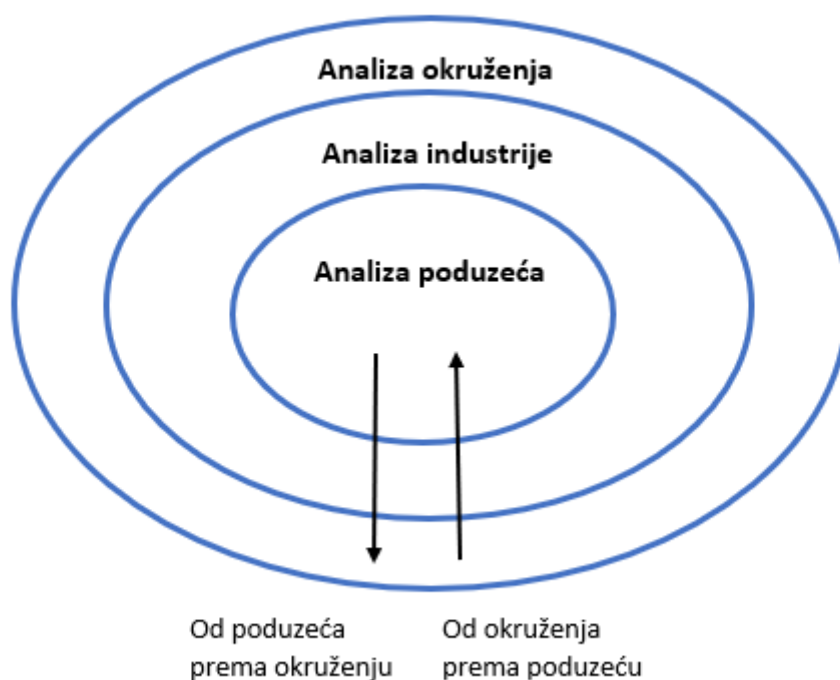 Analiza okruženja
Analiza industrije
Analiza poduzeća
Od poduzeća
prema okruženju
Od okruženja
prema poduzeću